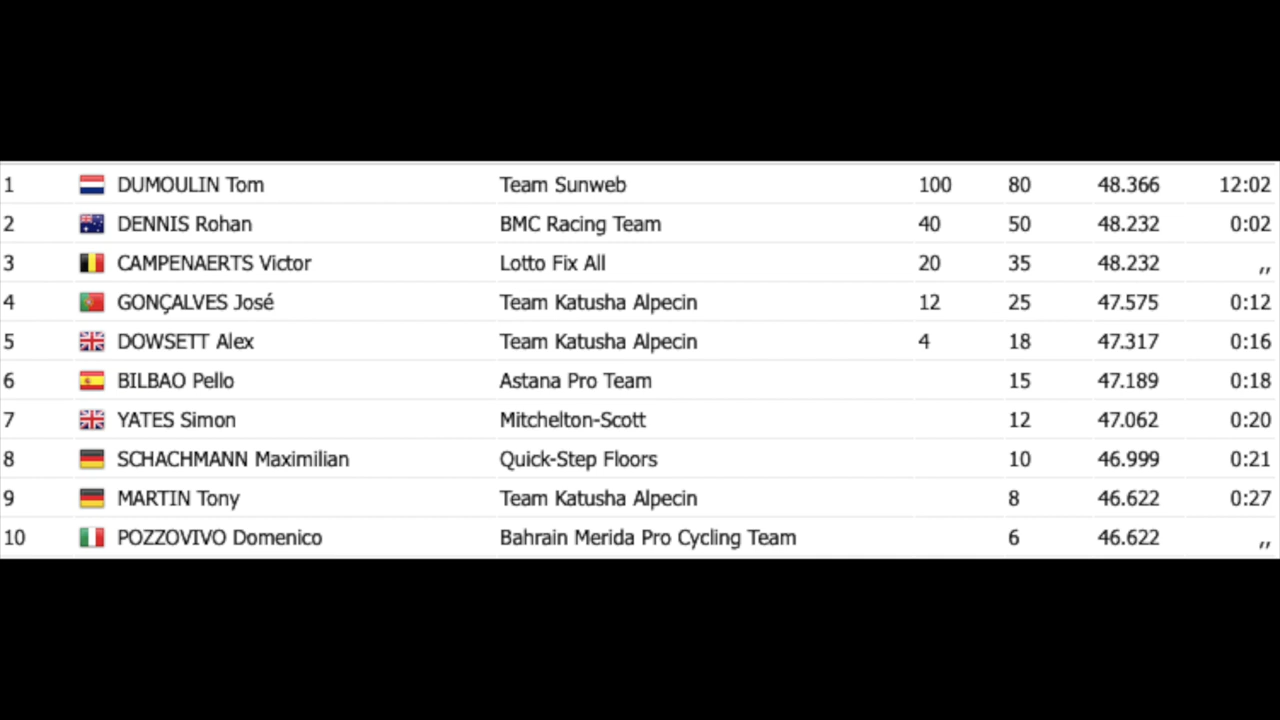 1 DUMOULIN Tom Team Sunweb 100 80 48.366 12:02
2 DENNIS Rohan BMC Racing Team 40 50 48.232 0:02
3 CAMPENAERTS Victor Lotto Fix All 20 35 48.232 ,,
4 GONÇALVES José Team Katusha Alpecin 12 25 47.575 0:12
5 DOWSETT Alex Team Katusha Alpecin 4 18 47.317 0:16
6 BILBAO Pello Astana Pro Team 15 47.189 0:18
7 YATES Simon Mitchelton-Scott 12 47.062 0:20
8 SCHACHMANN Maximilian Quick-Step Floors 10 46.999 0:21
9 MARTIN Tony Team Katusha Alpecin 8 46.622 0:27
10 POZZOVIVO Domenico Bahrain Merida Pro Cycling Team 6 46.622 ,,